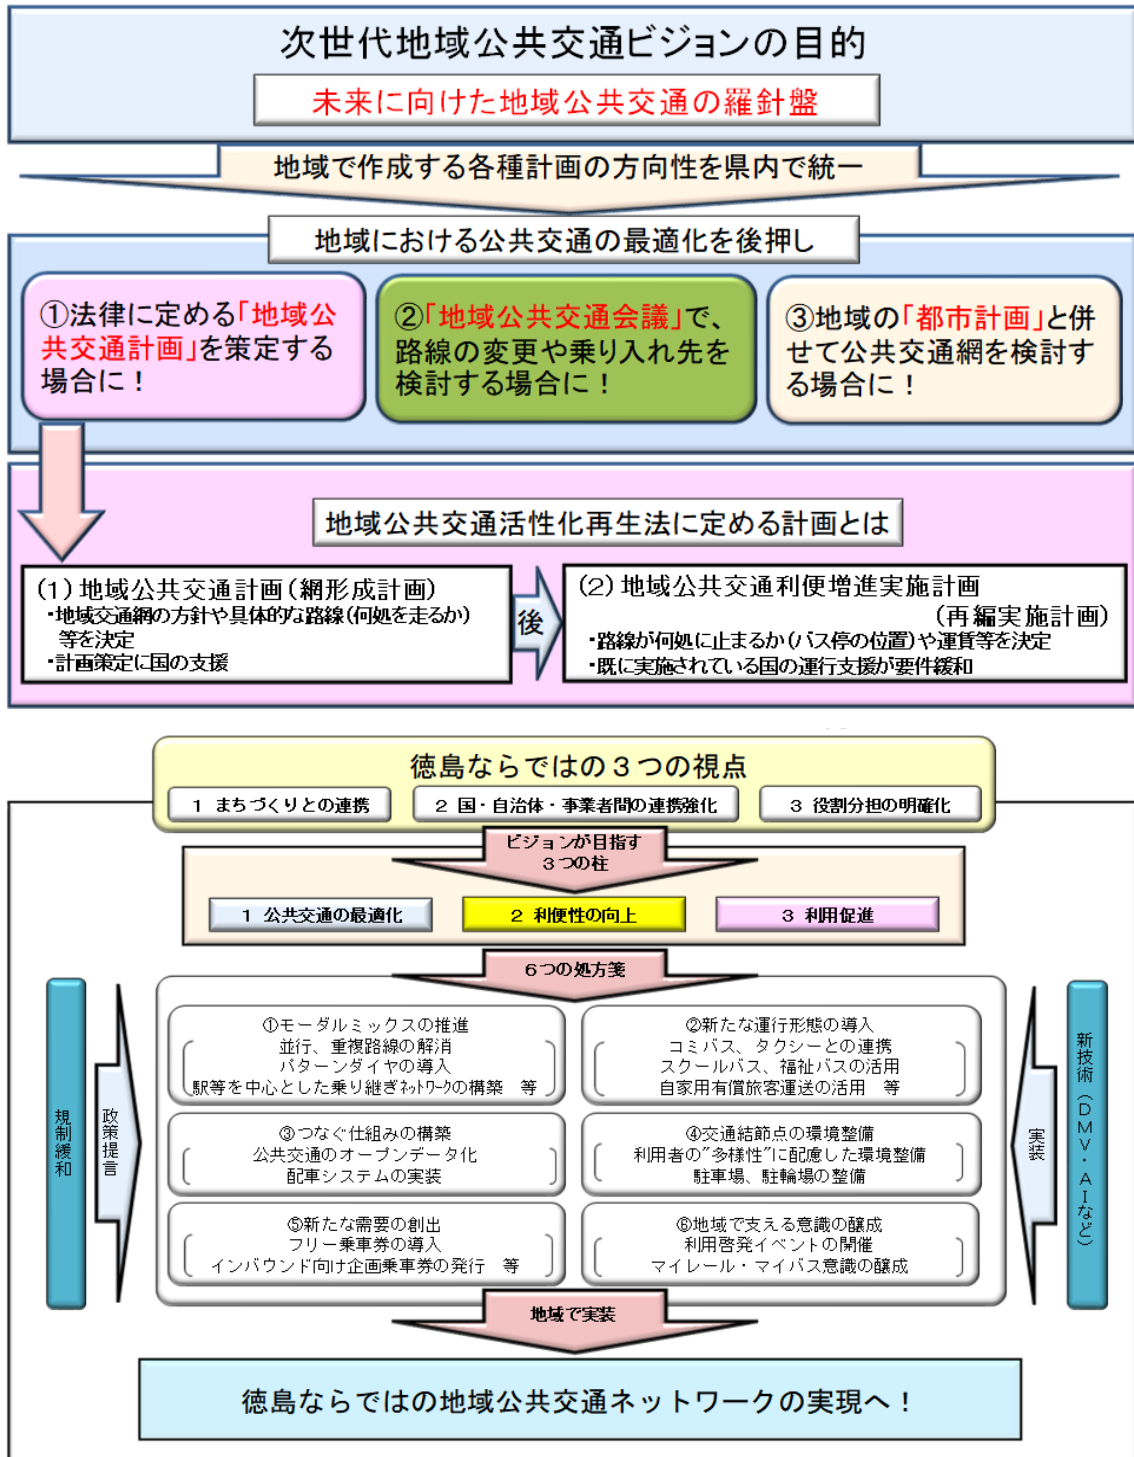 次世代地域公共交通ビジョンの目的
未来に向けた地域公共交通の羅針盤
地域で作成する各種計画の方向性を県内で統一
地域における公共交通の最適化を後押し
①法律に定める「地域公
共交通計画」を策定する
場合に！
②「地域公共交通会議」で、
路線の変更や乗り入れ先を
検討する場合に！
③地域の「都市計画」と併
せて公共交通網を検討す
る場合に！
地域公共交通活性化再生法に定める計画とは
(1)地域公共交通計画(網形成計画)
・地域交通網の方針や具体的な路線(何処を走るか)
等を決定
・計画策定に国の支援
後
(2)地域公共交通利便増進実施計画
(再編実施計画)
・路線が何処に止まるか(バス停の位置)や運賃等を決定
・既に実施されている国の運行支援が要件緩和
徳島ならではの３つの視点
１ まちづくりとの連携
２ 国・自治体・事業者間の連携強化
３ 役割分担の明確化
ビジョンが目指す
３つの柱
１ 公共交通の最適化
２ 利便性の向上
３ 利用促進
６つの処方箋
規制緩和
政策提言
①モーダルミックスの推進
並行、重複路線の解消
パターンダイヤの導入
駅等を中心とした乗り継ぎﾈｯﾄﾜｰｸの構築　等
②新たな運行形態の導入
コミバス、タクシーとの連携
スクールバス、福祉バスの活用
自家用有償旅客運送の活用　等
③つなぐ仕組みの構築
公共交通のオープンデータ化
配車システムの実装
④交通結節点の環境整備
利用者の"多様性"に配慮した環境整備
駐車場、駐輪場の整備
⑤新たな需要の創出
フリー乗車券の導入
インバウンド向け企画乗車券の発行　等
⑥地域で支える意識の醸成
利用啓発イベントの開催
マイレール・マイバス意識の醸成
実装
新技術（ＤＭＶ・ＡＩなど）
地域で実装
徳島ならではの地域公共交通ネットワークの実現へ！